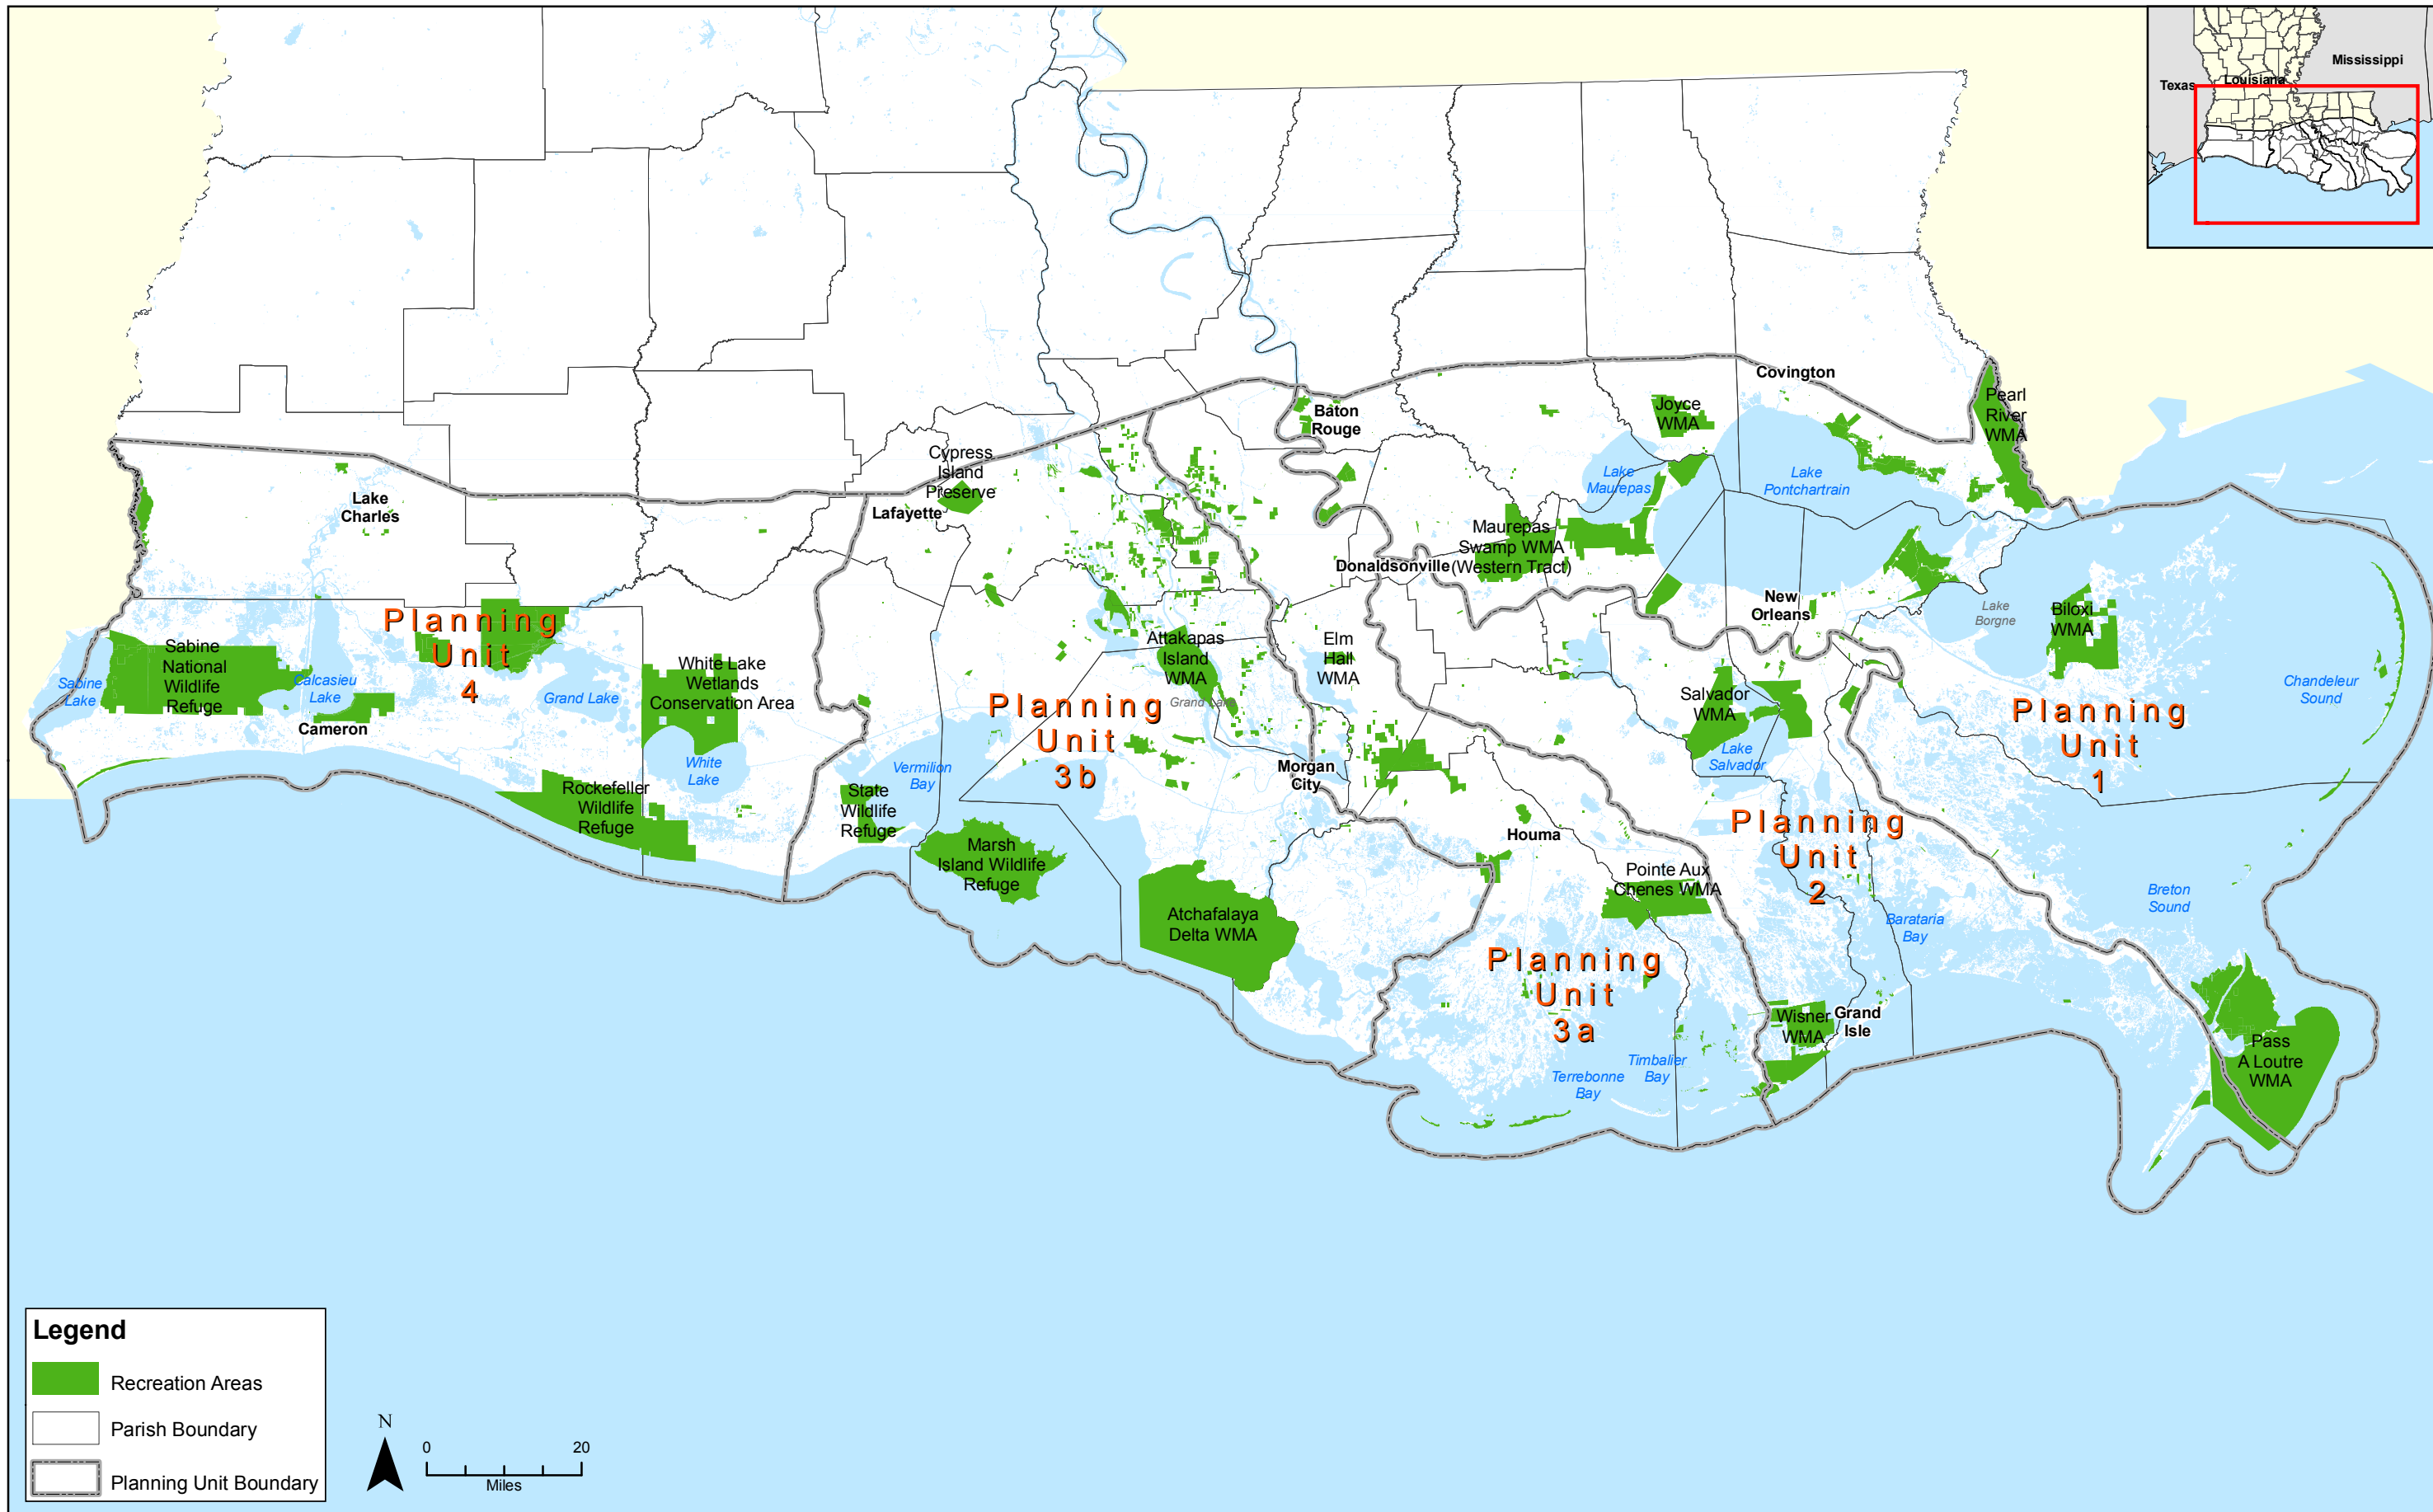 Mississippi
Texas
Louisiana
Covington
Pearl
River
WMA
Baton
Rouge
Joyce
WMA
Cypress
Island
Preserve
Lake
Maurepas
Lake
Pontchartrain
Lake
Charles
Lafayette
Maurepas
Swamp WMA
(Western Tract)
Donaldsonville
New
Orleans
Lake
Borgne
Biloxi
WMA
Planning
Unit
4
Sabine
National
Wildlife
Refuge
Sabine
Lake
Calcasieu
Lake
Grand Lake
White Lake
Wetlands
Conservation Area
Cameron
White
Lake
Attakapas
Island
WMA
Grand Lake
Elm
Hall
WMA
Planning
Unit
3b
Salvador
WMA
Lake
Salvador
Chandeleur
Sound
Planning
Unit
1
Morgan
City
Vermilion
Bay
State
Wildlife
Refuge
Rockefeller
Wildlife
Refuge
Marsh
Island Wildlife
Refuge
Houma
Planning
Unit
2
Pointe Aux
Chenes WMA
Breton
Sound
Barataria
Bay
Atchafalaya
Delta WMA
Planning
Unit
3a
Wisner
WMA
Grand
Isle
Timbalier
Bay
Terrebonne
Bay
Pass
A Loutre
WMA
Legend
Recreation Areas
Parish Boundary
Planning Unit Boundary
N
0 20
Miles